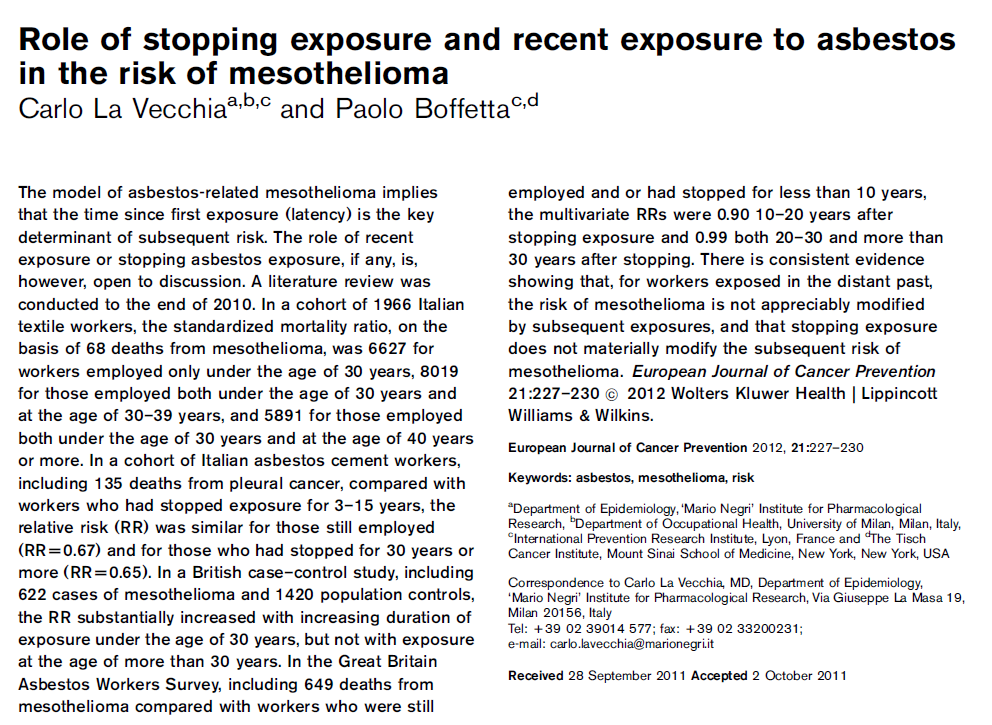 Role of stopping exposure and recent exposure to asbestos
in the risk of mesothelioma
Carlo La Vecchiaa,b,c and Paolo Boffettac,d
The model of asbestos-related mesothelioma implies
that the time since first exposure (latency) is the key
determinant of subsequent risk. The role of recent
exposure or stopping asbestos exposure, if any, is,
however, open to discussion. A literature review was
conducted to the end of 2010. In a cohort of 1966 Italian
textile workers, the standardized mortality ratio, on the
basis of 68 deaths from mesothelioma, was 6627 for
workers employed only under the age of 30 years, 8019
for those employed both under the age of 30 years and
at the age of 30–39 years, and 5891 for those employed
both under the age of 30 years and at the age of 40 years
or more. In a cohort of Italian asbestos cement workers,
including 135 deaths from pleural cancer, compared with
workers who had stopped exposure for 3–15 years, the
relative risk (RR) was similar for those still employed
(RR=0.67) and for those who had stopped for 30 years or
more (RR=0.65). In a British case–control study, including
622 cases of mesothelioma and 1420 population controls,
the RR substantially increased with increasing duration of
exposure under the age of 30 years, but not with exposure
at the age of more than 30 years. In the Great Britain
Asbestos Workers Survey, including 649 deaths from
mesothelioma compared with workers who were still
employed and or had stopped for less than 10 years,
the multivariate RRs were 0.90 10–20 years after
stopping exposure and 0.99 both 20–30 and more than
30 years after stopping. There is consistent evidence
showing that, for workers exposed in the distant past,
the risk of mesothelioma is not appreciably modified
by subsequent exposures, and that stopping exposure
does not materially modify the subsequent risk of
mesothelioma. European Journal of Cancer Prevention
21:227–230 © 2012 Wolters Kluwer Health | Lippincott
Williams & Wilkins.
European Journal of Cancer Prevention 2012, 21:227–230
Keywords: asbestos, mesothelioma, risk
aDepartment of Epidemiology, 'Mario Negri' Institute for Pharmacological
Research, bDepartment of Occupational Health, University of Milan, Milan, Italy,
cInternational Prevention Research Institute, Lyon, France and dThe Tisch
Cancer Institute, Mount Sinai School of Medicine, New York, New York, USA
Correspondence to Carlo La Vecchia, MD, Department of Epidemiology,
'Mario Negri' Institute for Pharmacological Research, Via Giuseppe La Masa 19,
Milan 20156, Italy
Tel: +39 02 39014 577; fax: +39 02 33200231;
e-mail: carlo.lavecchia@marionegri.it
Received 28 September 2011 Accepted 2 October 2011